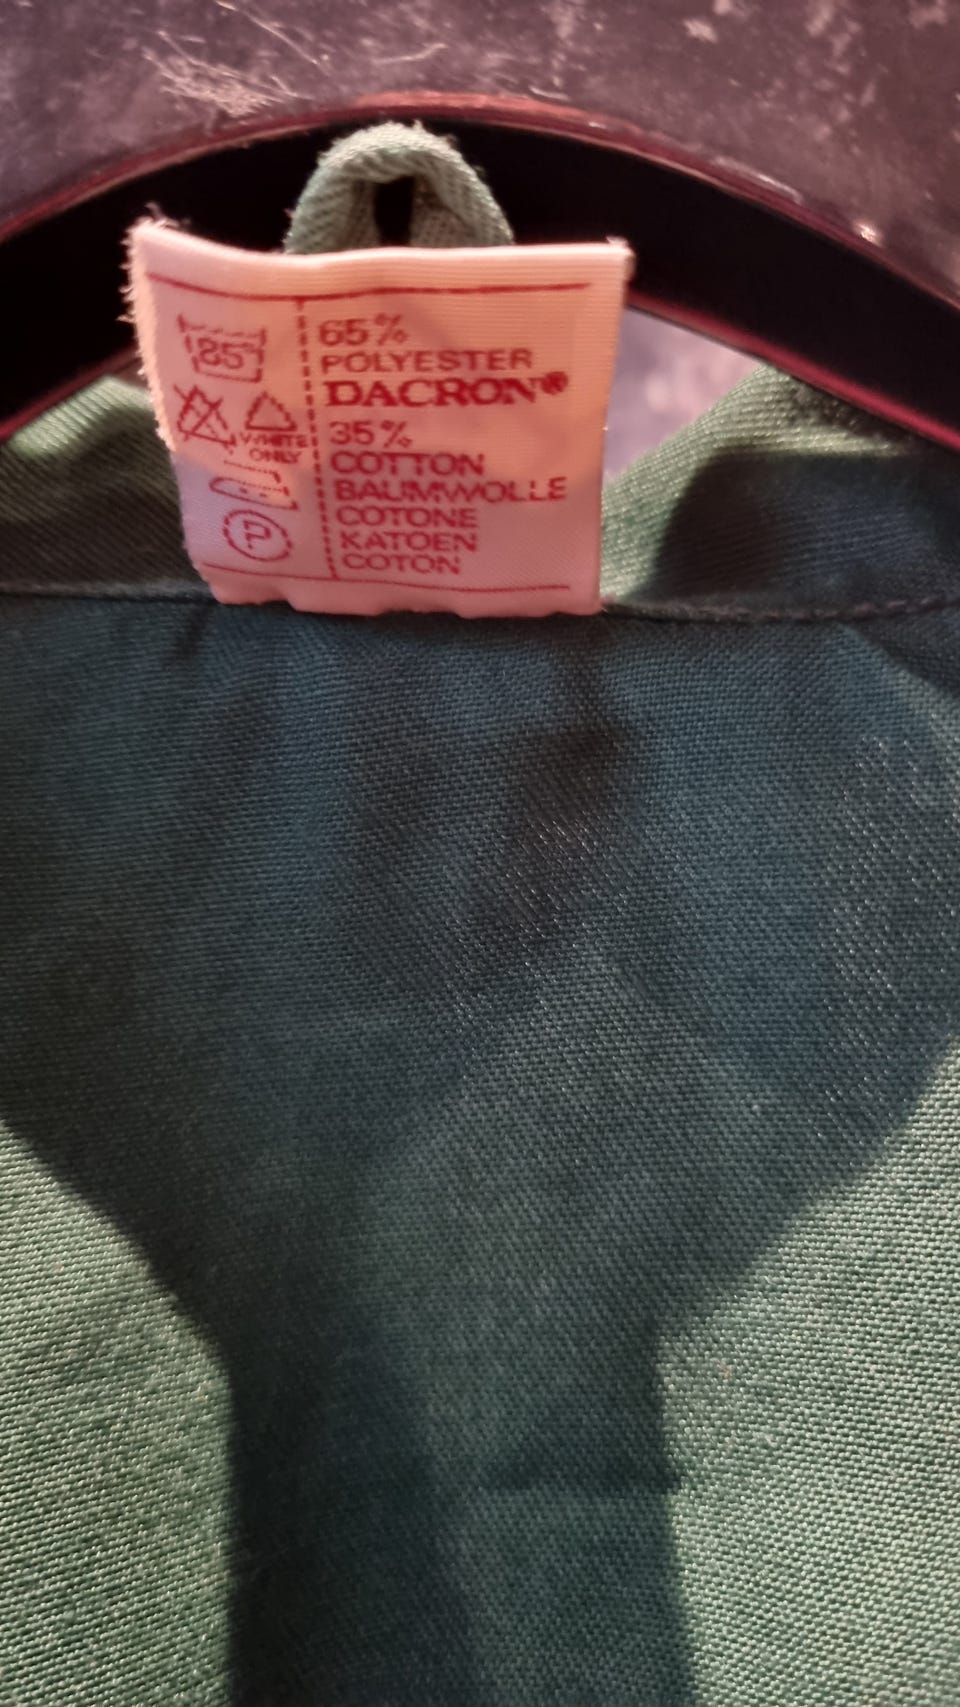 85
WHITE
ONLY
P
65%
POLYESTER
DACRON®
35%
COTTON
BAUMWOLLE
COTONE
KATOEN
COTON